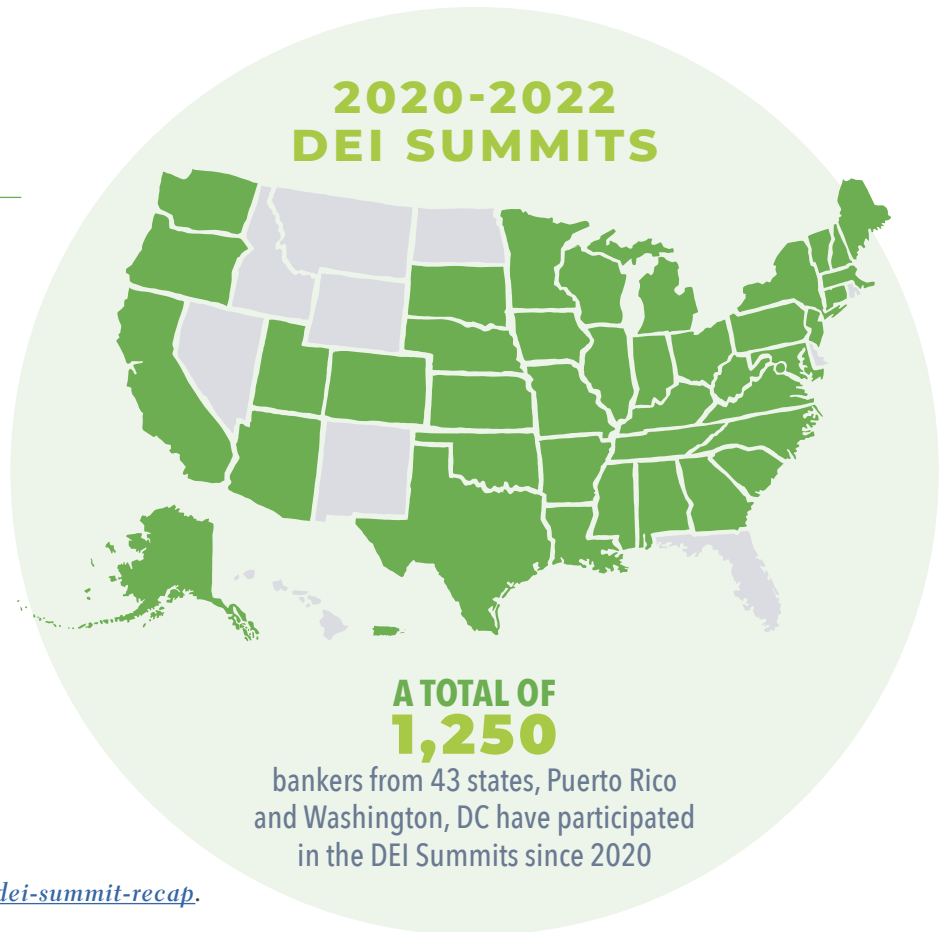 2020-2022
DEI SUMMITS
A TOTAL OF
1,250
bankers from 43 states, Puerto Rico
and Washington, DC have participated
in the DEI Summits since 2020
dei-summit-recap.